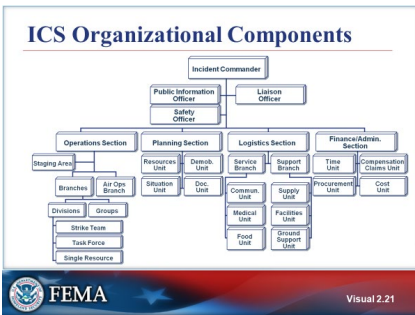 ICS Organizational Components
Incident Commander
Public Information
Officer
Liaison
Officer
Safety
Officer
Operations Section
Planning Section
Logistics Section
Finance/Admin.
Section
Staging Area
Branches
Air Ops
Branch
Divisions
Groups
Strike Team
Task Force
Single Resource
Resources
Unit
Demob.
Unit
Situation
Unit
Doc.
Unit
Service
Branch
Support
Branch
Commun.
Unit
Supply
Unit
Medical
Unit
Facilities
Unit
Food
Unit
Ground
Support
Unit
Time
Unit
Compensation
Claims Unit
Procurement
Unit
Cost
Unit
FEMA
Visual 2.21